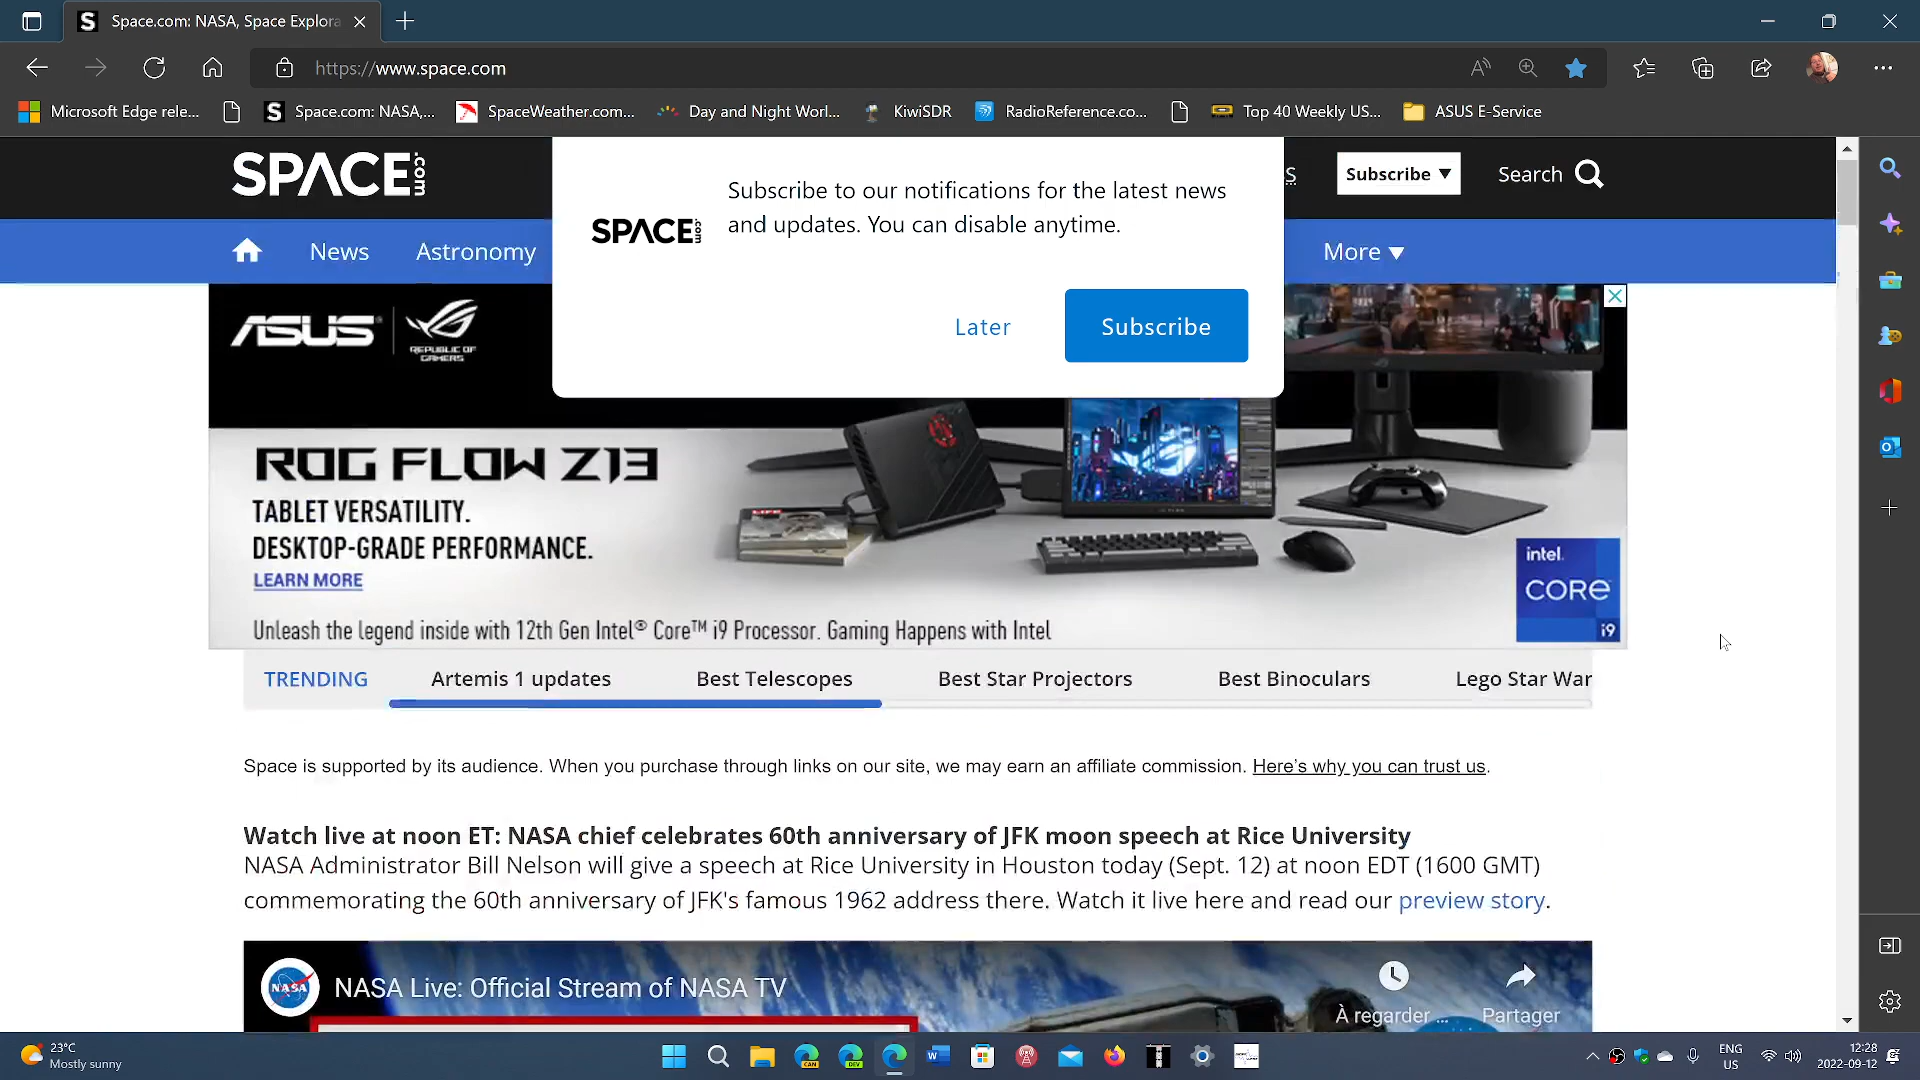 Space.com: NASA, Space Explora
https://www.space.com
Microsoft Edge rele...
Space.com: NASA,...
SpaceWeather.com...
Day and Night Worl...
KiwiSDR
RadioReference.co...
Top 40 Weekly US...
ASUS E-Service
SPACE.com
S
Subscribe ▼
Search
Subscribe to our notifications for the latest news
and updates. You can disable anytime.
SPACE.com
Later
Subscribe
News
Astronomy
More ▼
ASUS
REPUBLIC OF
GAMERS
ROG FLOW Z13
TABLET VERSATILITY.
DESKTOP-GRADE PERFORMANCE.
LEARN MORE
Unleash the legend inside with 12th Gen Intel® Core™ i9 Processor. Gaming Happens with Intel
LIFE
intel.
CORE
i9
TRENDING
Artemis 1 updates
Best Telescopes
Best Star Projectors
Best Binoculars
Lego Star War
Space is supported by its audience. When you purchase through links on our site, we may earn an affiliate commission. Here's why you can trust us.
Watch live at noon ET: NASA chief celebrates 60th anniversary of JFK moon speech at Rice University
NASA Administrator Bill Nelson will give a speech at Rice University in Houston today (Sept. 12) at noon EDT (1600 GMT)
commemorating the 60th anniversary of JFK's famous 1962 address there. Watch it live here and read our preview story.
NASA
NASA Live: Official Stream of NASA TV
À regarder ...
Partager
23°C
Mostly sunny
CAN
DEV
ENG
US
12:28
2022-09-12